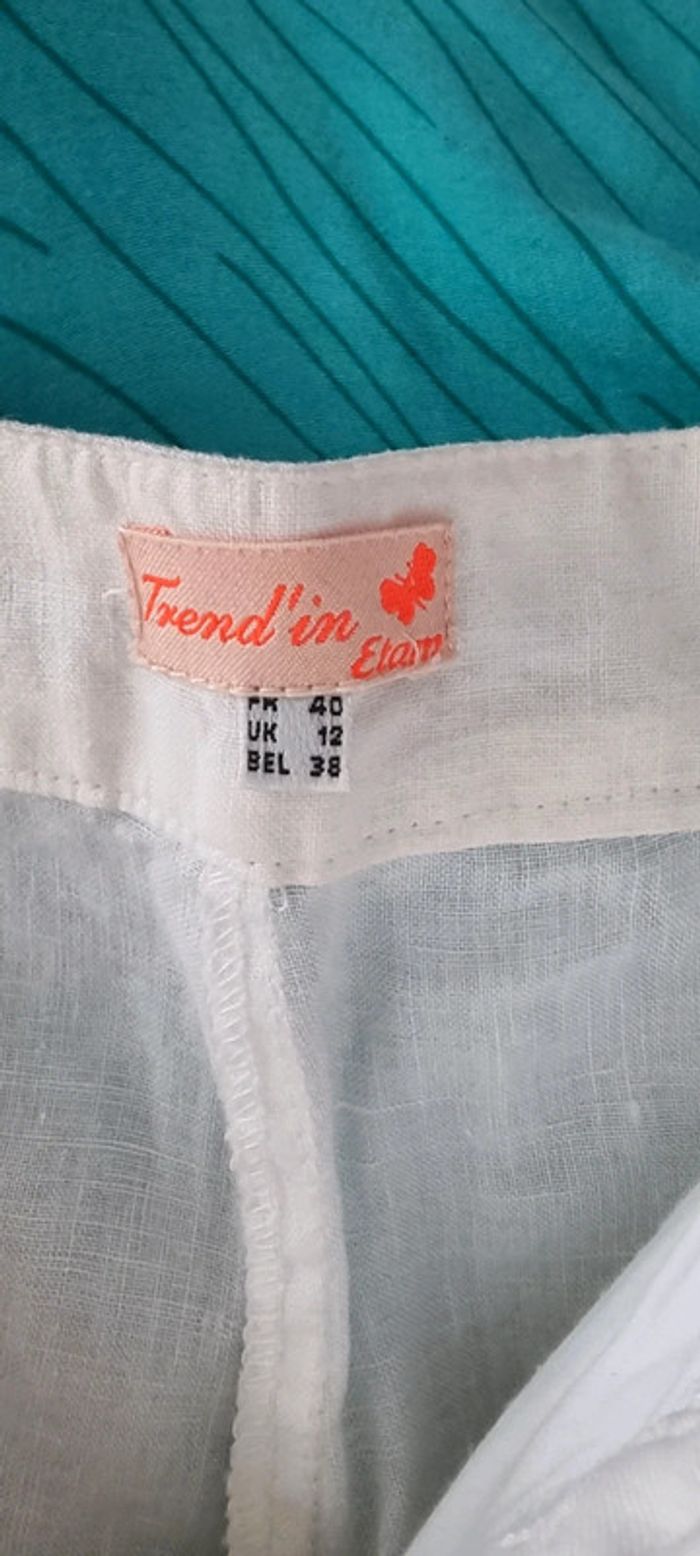 Trend'in
Etam
FR 40
UK 12
BEL 38